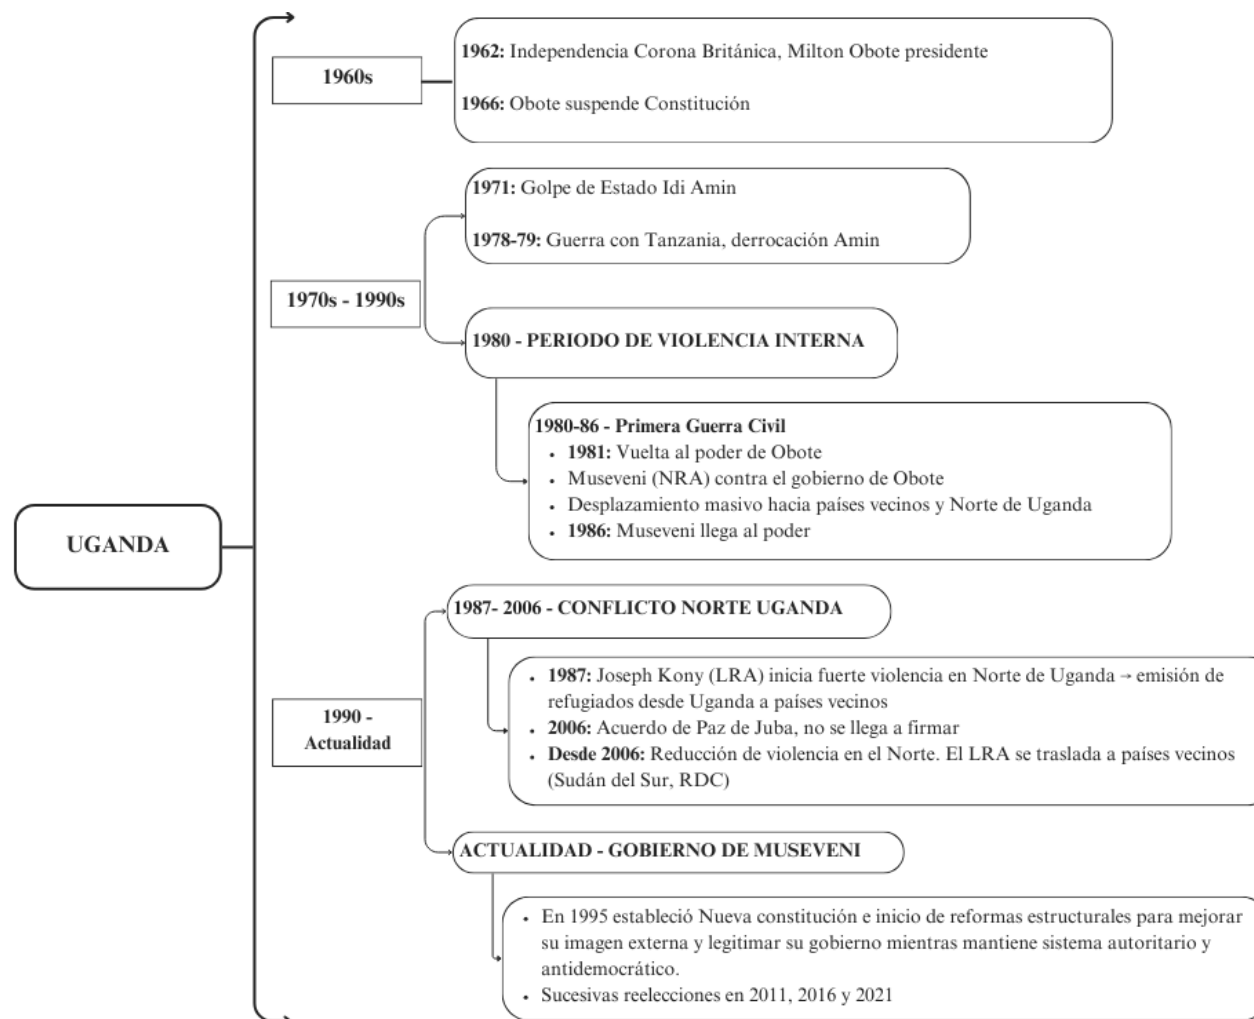 UGANDA
1960s
1962: Independencia Corona Británica, Milton Obote presidente
1966: Obote suspende Constitución
1970s - 1990s
1971: Golpe de Estado Idi Amin
1978-79: Guerra con Tanzania, derrocación Amin
1980 - PERIODO DE VIOLENCIA INTERNA
1980-86 - Primera Guerra Civil
• 1981: Vuelta al poder de Obote
• Museveni (NRA) contra el gobierno de Obote
• Desplazamiento masivo hacia países vecinos y Norte de Uganda
• 1986: Museveni llega al poder
1990 -
Actualidad
1987- 2006 - CONFLICTO NORTE UGANDA
• 1987: Joseph Kony (LRA) inicia fuerte violencia en Norte de Uganda → emisión de
refugiados desde Uganda a países vecinos
• 2006: Acuerdo de Paz de Juba, no se llega a firmar
• Desde 2006: Reducción de violencia en el Norte. El LRA se traslada a países vecinos
(Sudán del Sur, RDC)
ACTUALIDAD - GOBIERNO DE MUSEVENI
• En 1995 estableció Nueva constitución e inicio de reformas estructurales para mejorar
su imagen externa y legitimar su gobierno mientras mantiene sistema autoritario y
antidemocrático.
• Sucesivas reelecciones en 2011, 2016 y 2021